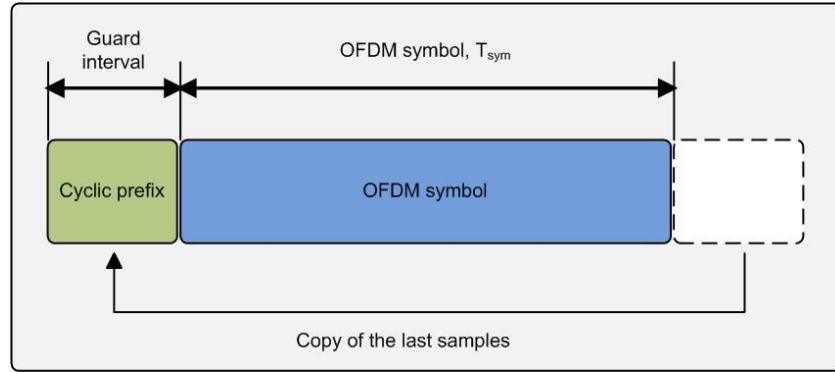 Guard
interval
OFDM symbol, Tsym
Cyclic prefix
OFDM symbol
Copy of the last samples